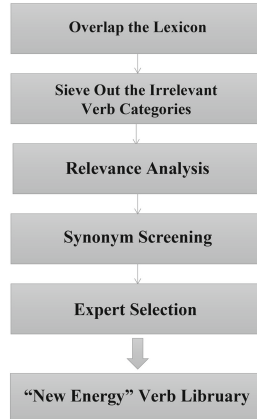 Overlap the Lexicon
Sieve Out the Irrelevant
Verb Categories
Relevance Analysis
Synonym Screening
Expert Selection
“New Energy” Verb Libruary